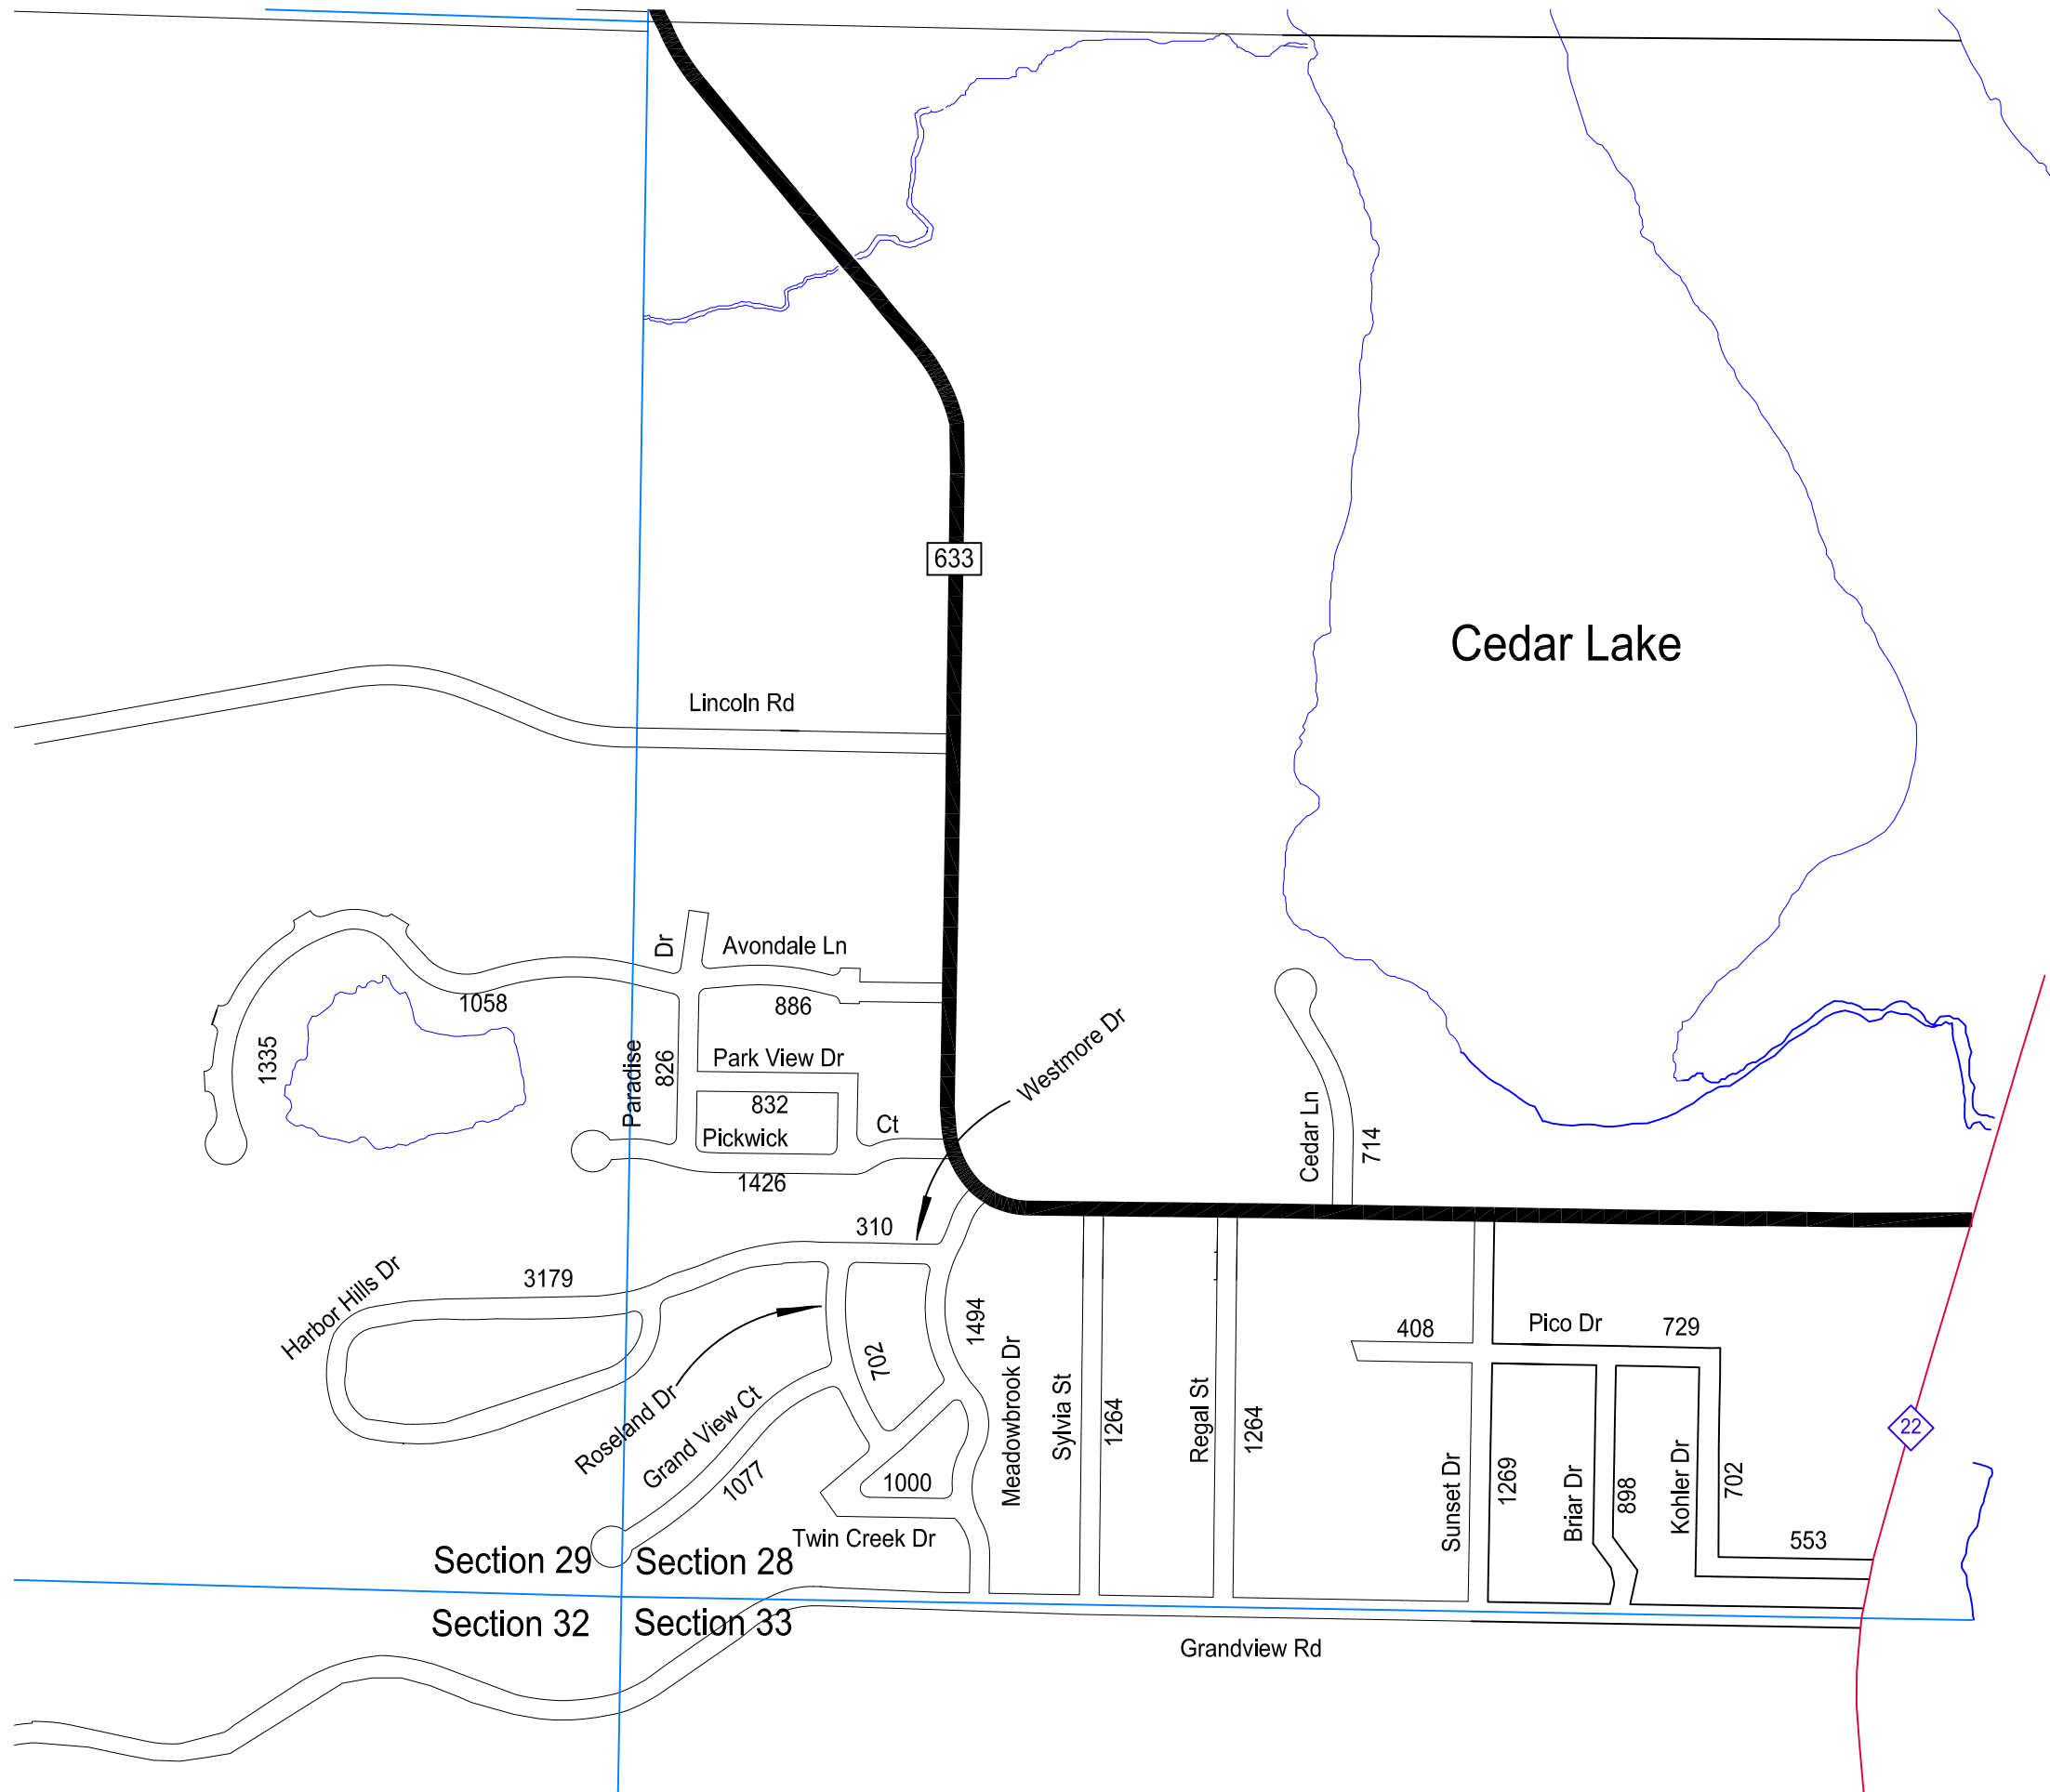 633
Cedar Lake
Lincoln Rd
Dr
Avondale Ln
1058
886
Westmore Dr
1335
Paradise
826
Park View Dr
832
Pickwick
Ct
1426
Cedar Ln
714
310
Harbor Hills Dr
3179
1494
Meadowbrook Dr
Sylvia St
1264
Regal St
1264
408
Pico Dr
729
702
Roseland Dr
Grand View Ct
1077
1000
Twin Creek Dr
Sunset Dr
1269
Briar Dr
898
Kohler Dr
702
22
553
Section 29
Section 28
Section 32
Section 33
Grandview Rd